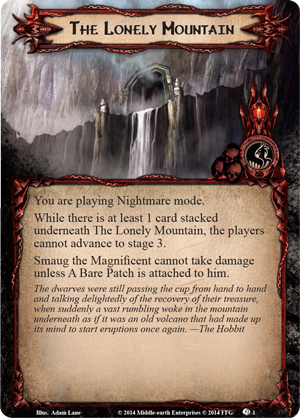 The Lonely Mountain
You are playing Nightmare mode.
While there is at least 1 card stacked
underneath The Lonely Mountain, the players
cannot advance to stage 3.
Smaug the Magnificent cannot take damage
unless A Bare Patch is attached to him.
The dwarves were still passing the cup from hand to hand
and talking delightedly of the recovery of their treasure,
when suddenly a vast rumbling woke in the mountain
underneath as if it was an old volcano that had made up
its mind to start eruptions once again. —The Hobbit
Illus. Adam Lane © 2014 Middle-earth Enterprises © 2014 FFG 1